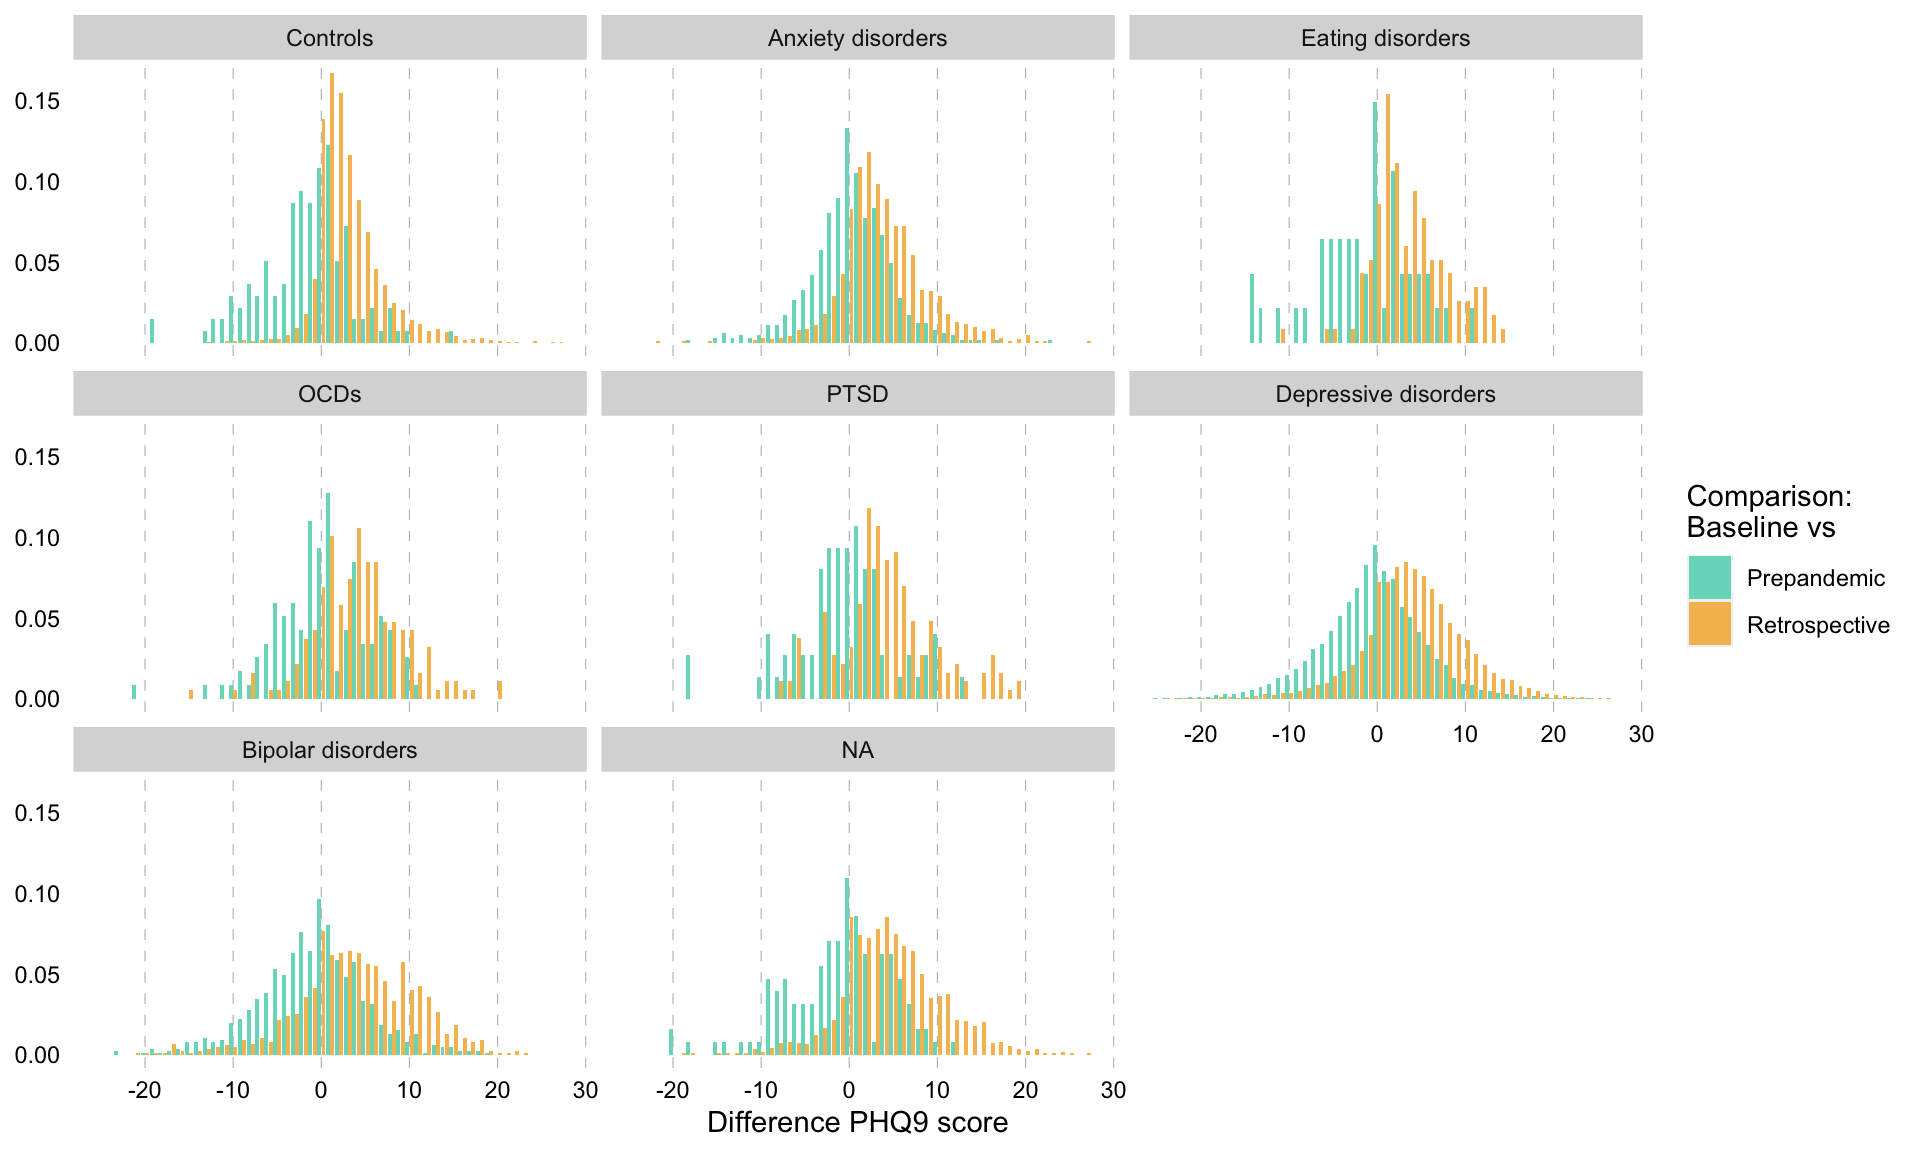 Controls
Anxiety disorders
Eating disorders
0.15
0.10
0.05
0.00
OCDs
PTSD
Depressive disorders
0.15
0.10
0.05
0.00
-20 -10 0 10 20 30
Bipolar disorders
NA
0.15
0.10
0.05
0.00
-20 -10 0 10 20 30
-20 -10 0 10 20 30
Difference PHQ9 score
Comparison:
Baseline vs
Prepandemic
Retrospective